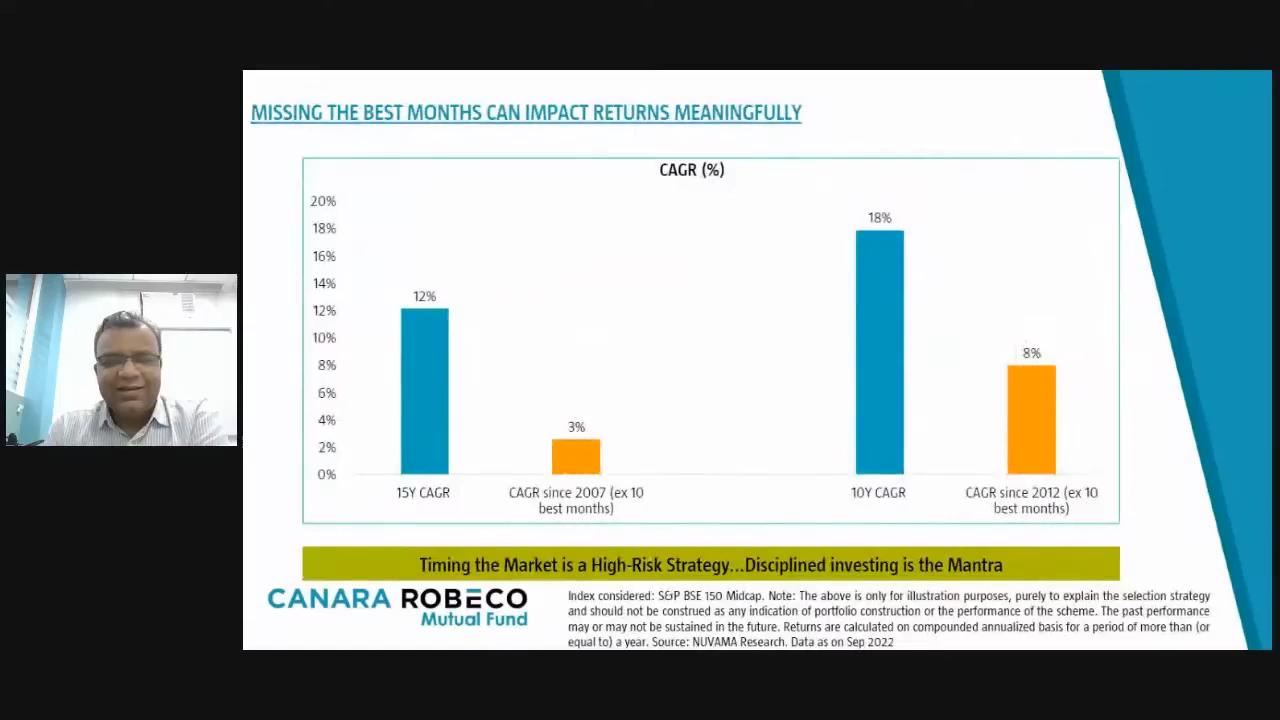 MISSING THE BEST MONTHS CAN IMPACT RETURNS MEANINGFULLY
CAGR (%)
20%
18%
16%
14%
12%
10%
8%
6%
4%
2%
0%
12%
3%
18%
8%
15Y CAGR
CAGR since 2007 (ex 10
best months)
10Y CAGR
CAGR since 2012 (ex 10
best months)
Timing the Market is a High-Risk Strategy...Disciplined investing is the Mantra
CANARA ROBECO
Mutual Fund
Index considered: S&P BSE 150 Midcap. Note: The above is only for illustration purposes, purely to explain the selection strategy
and should not be construed as any indication of portfolio construction or the performance of the scheme. The past performance
may or may not be sustained in the future. Returns are calculated on compounded annualized basis for a period of more than (or
equal to) a year. Source: NUVAMA Research. Data as on Sep 2022